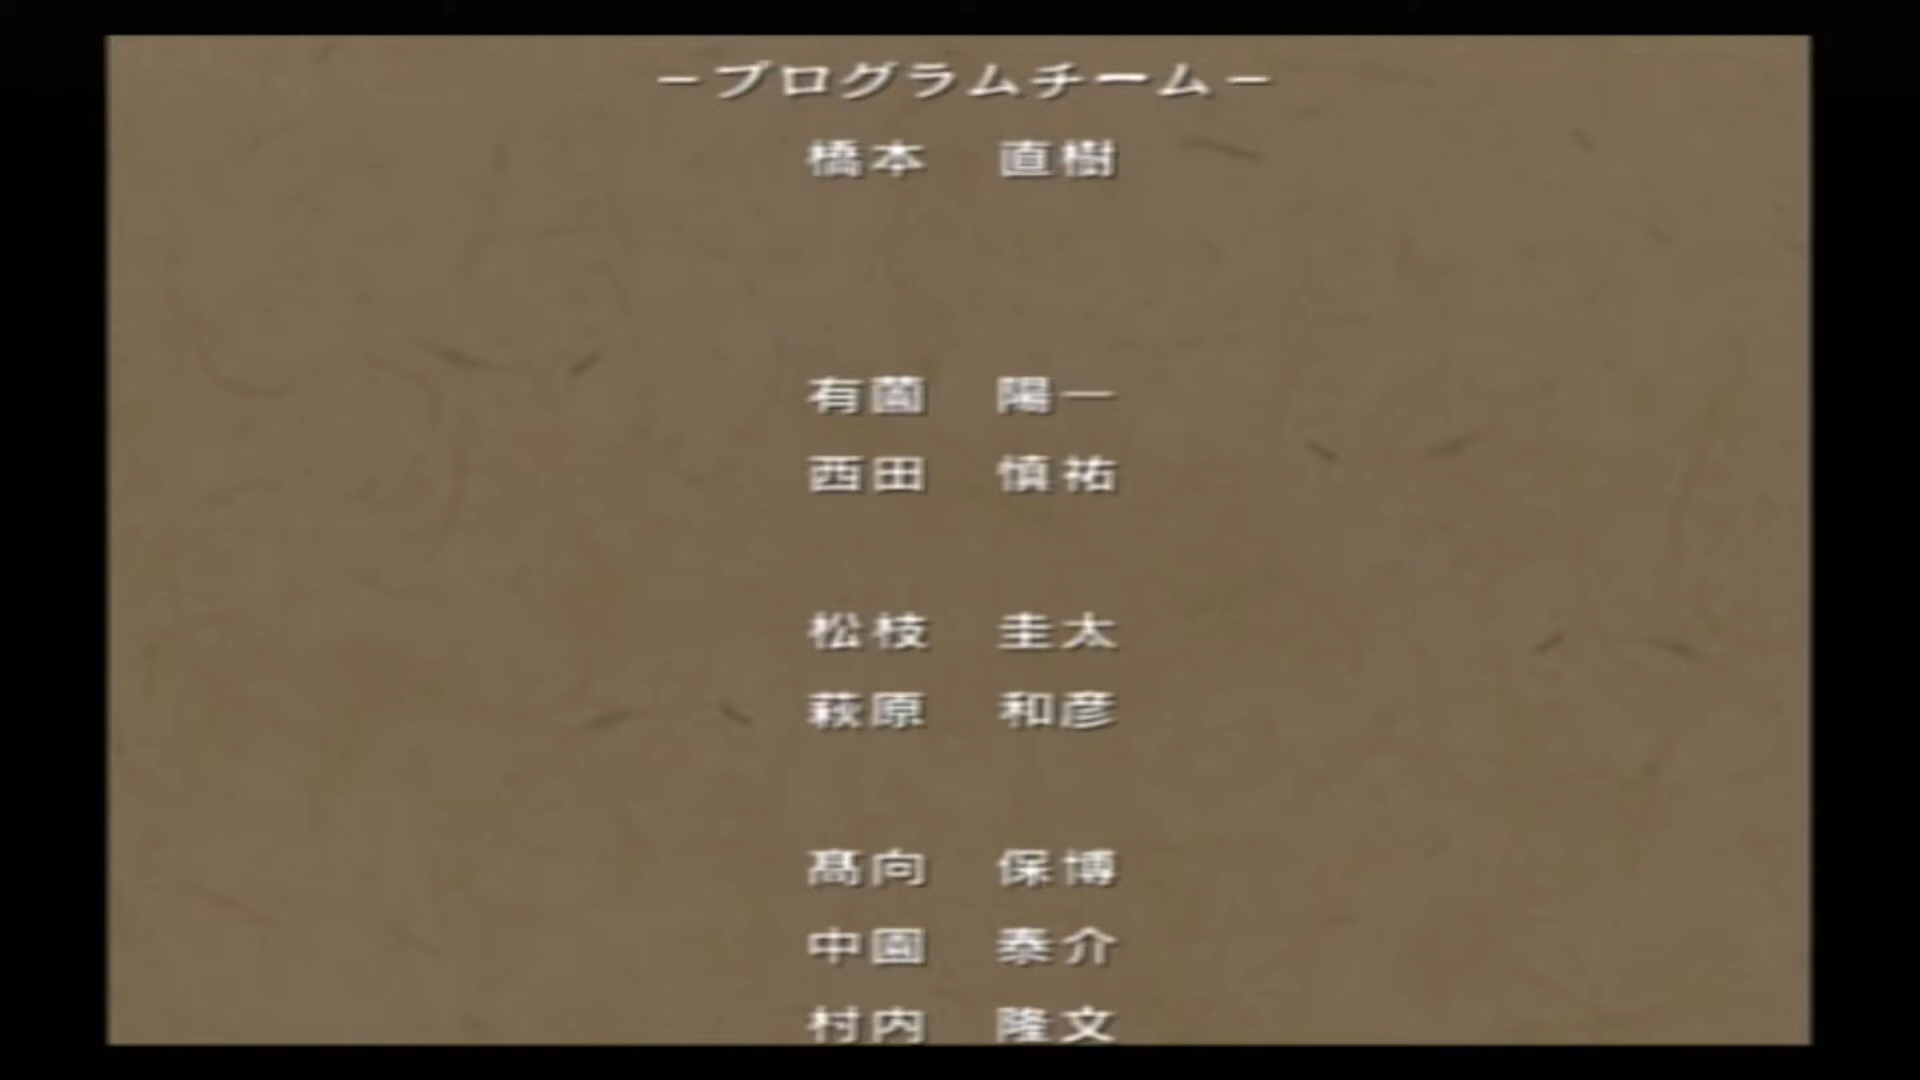 －プログラムチーム－
橋本　直樹
有薗　陽一
西田　慎祐
松枝　圭太
萩原　和彦
髙向　保博
中園　泰介
村内　隆文